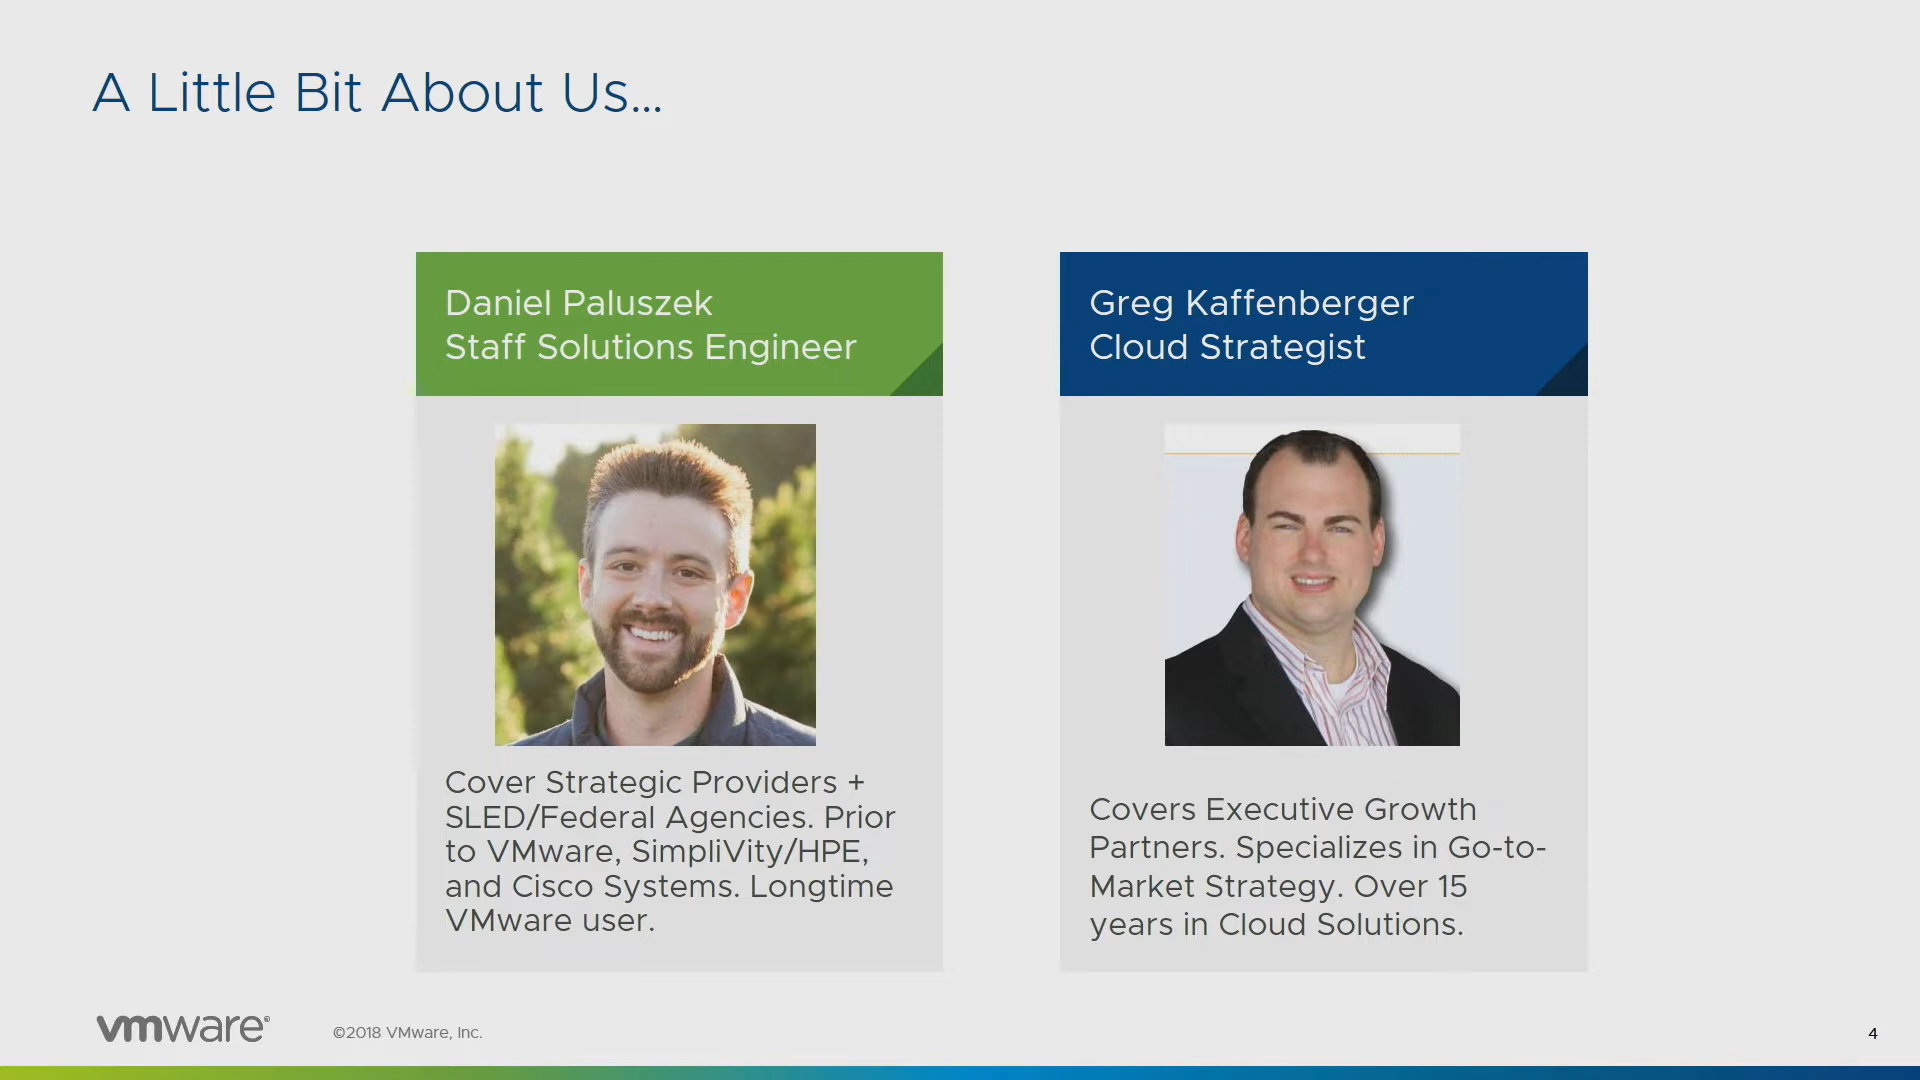 A Little Bit About Us...
Daniel Paluszek
Staff Solutions Engineer
Cover Strategic Providers +
SLED/Federal Agencies. Prior
to VMware, SimpliVity/HPE,
and Cisco Systems. Longtime
VMware user.
Greg Kaffenberger
Cloud Strategist
Covers Executive Growth
Partners. Specializes in Go-to-
Market Strategy. Over 15
years in Cloud Solutions.
vmware®
©2018 VMware, Inc.
4